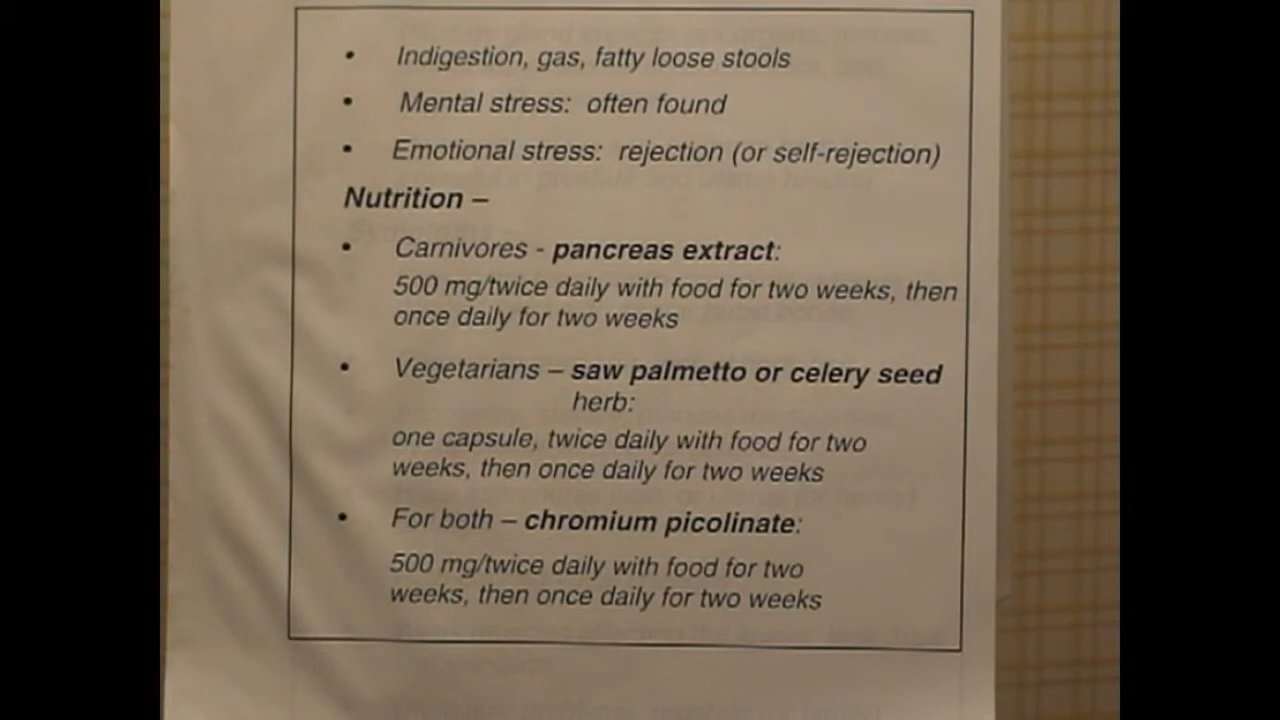 • Indigestion, gas, fatty loose stools
• Mental stress: often found
• Emotional stress: rejection (or self-rejection)
Nutrition –
• Carnivores - pancreas extract:
500 mg/twice daily with food for two weeks, then
once daily for two weeks
• Vegetarians – saw palmetto or celery seed
herb:
one capsule, twice daily with food for two
weeks, then once daily for two weeks
• For both – chromium picolinate:
500 mg/twice daily with food for two
weeks, then once daily for two weeks